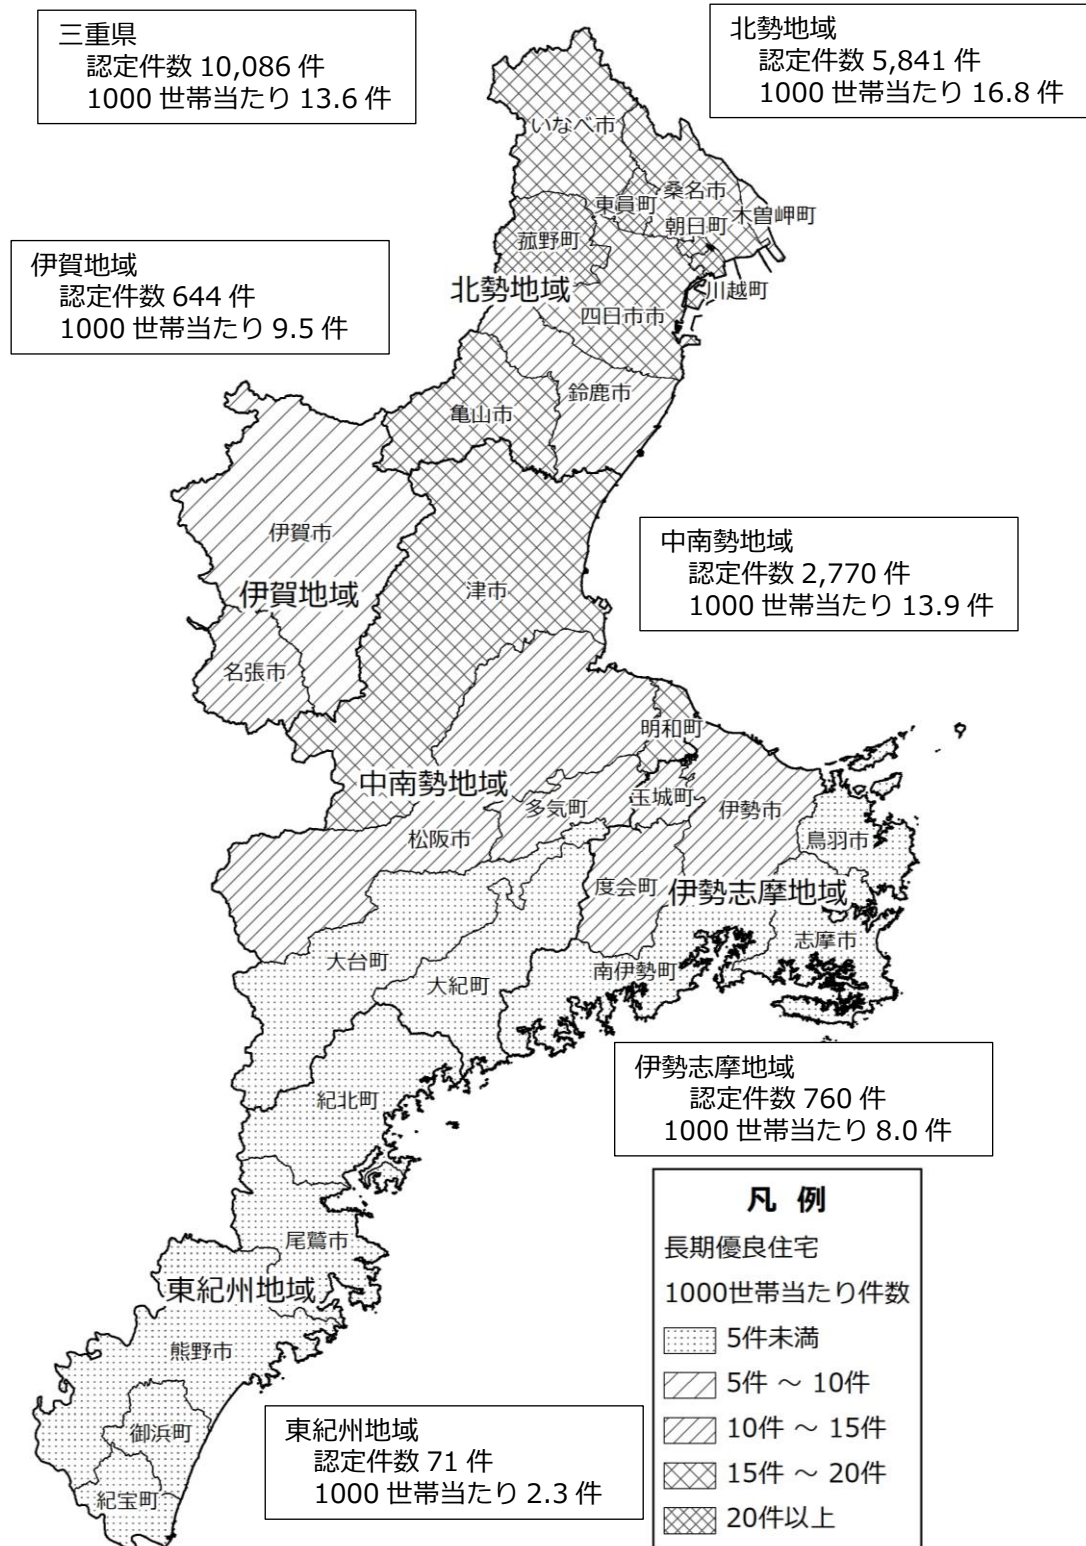 三重県
認定件数 10,086 件
1000 世帯当たり 13.6 件
北勢地域
認定件数 5,841 件
1000 世帯当たり 16.8 件
いなべ市
桑名市
東員町
木曽岬町
朝日町
菰野町
川越町
北勢地域
四日市市
伊賀地域
認定件数 644 件
1000 世帯当たり 9.5 件
鈴鹿市
亀山市
伊賀市
伊賀地域
名張市
津市
中南勢地域
認定件数 2,770 件
1000 世帯当たり 13.9 件
明和町
中南勢地域
多気町
玉城町
伊勢市
松阪市
鳥羽市
度会町
伊勢志摩地域
志摩市
大台町
大紀町
南伊勢町
紀北町
伊勢志摩地域
認定件数 760 件
1000 世帯当たり 8.0 件
尾鷲市
東紀州地域
熊野市
御浜町
紀宝町
東紀州地域
認定件数 71 件
1000 世帯当たり 2.3 件
凡 例
長期優良住宅
1000世帯当たり件数
5件未満
5件 ～ 10件
10件 ～ 15件
15件 ～ 20件
20件以上